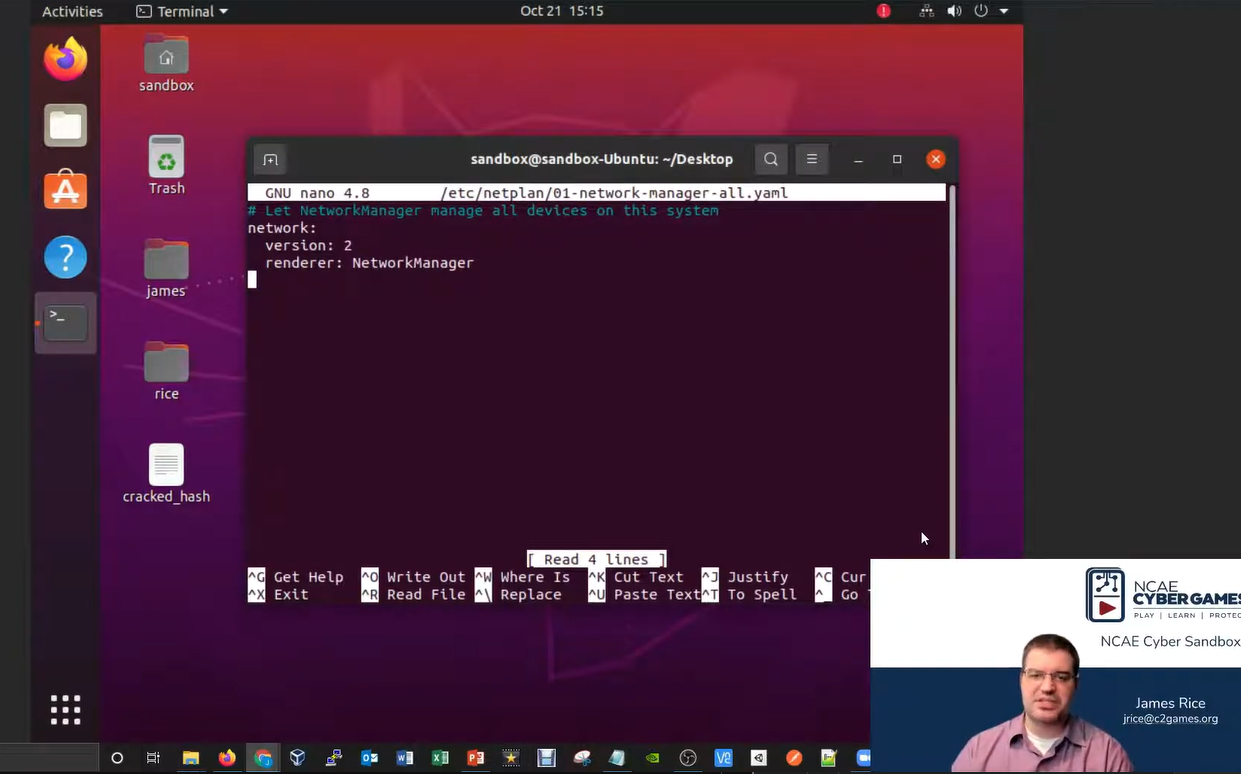 Activities
Terminal
Oct 21 15:15
sandbox
Trash
james
rice
cracked_hash
sandbox@sandbox-Ubuntu: ~/Desktop
GNU nano 4.8 /etc/netplan/01-network-manager-all.yaml
# Let NetworkManager manage all devices on this system
network:
version: 2
renderer: NetworkManager
[ Read 4 lines ]
^G Get Help ^O Write Out ^W Where Is ^K Cut Text ^J Justify ^C Cur
^X Exit ^R Read File ^\ Replace ^U Paste Text ^T To Spell ^_ Go
NCAE
CYBERGAMES
PLAY | LEARN | PROTEC
NCAE Cyber Sandbox
James Rice
jrice@c2games.org